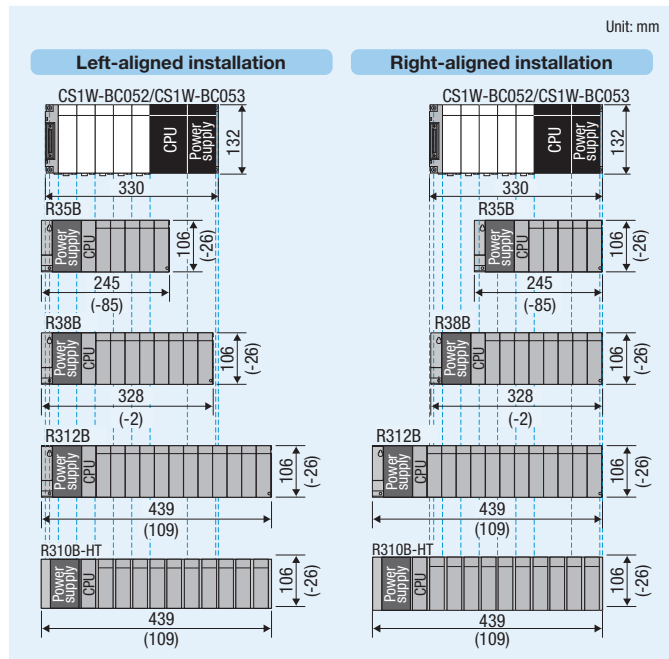 Unit: mm
Left-aligned installation
CS1W-BC052/CS1W-BC053
CPU
Power supply
132
330
R35B
Power supply
CPU
106
(-26)
245
(-85)
R38B
Power supply
CPU
106
(-26)
328
(-2)
R312B
Power supply
CPU
106
(-26)
439
(109)
R310B-HT
Power supply
CPU
106
(-26)
439
(109)
Right-aligned installation
CS1W-BC052/CS1W-BC053
CPU
Power supply
132
330
R35B
Power supply
CPU
106
(-26)
245
(-85)
R38B
Power supply
CPU
106
(-26)
328
(-2)
R312B
Power supply
CPU
106
(-26)
439
(109)
R310B-HT
Power supply
CPU
106
(-26)
439
(109)